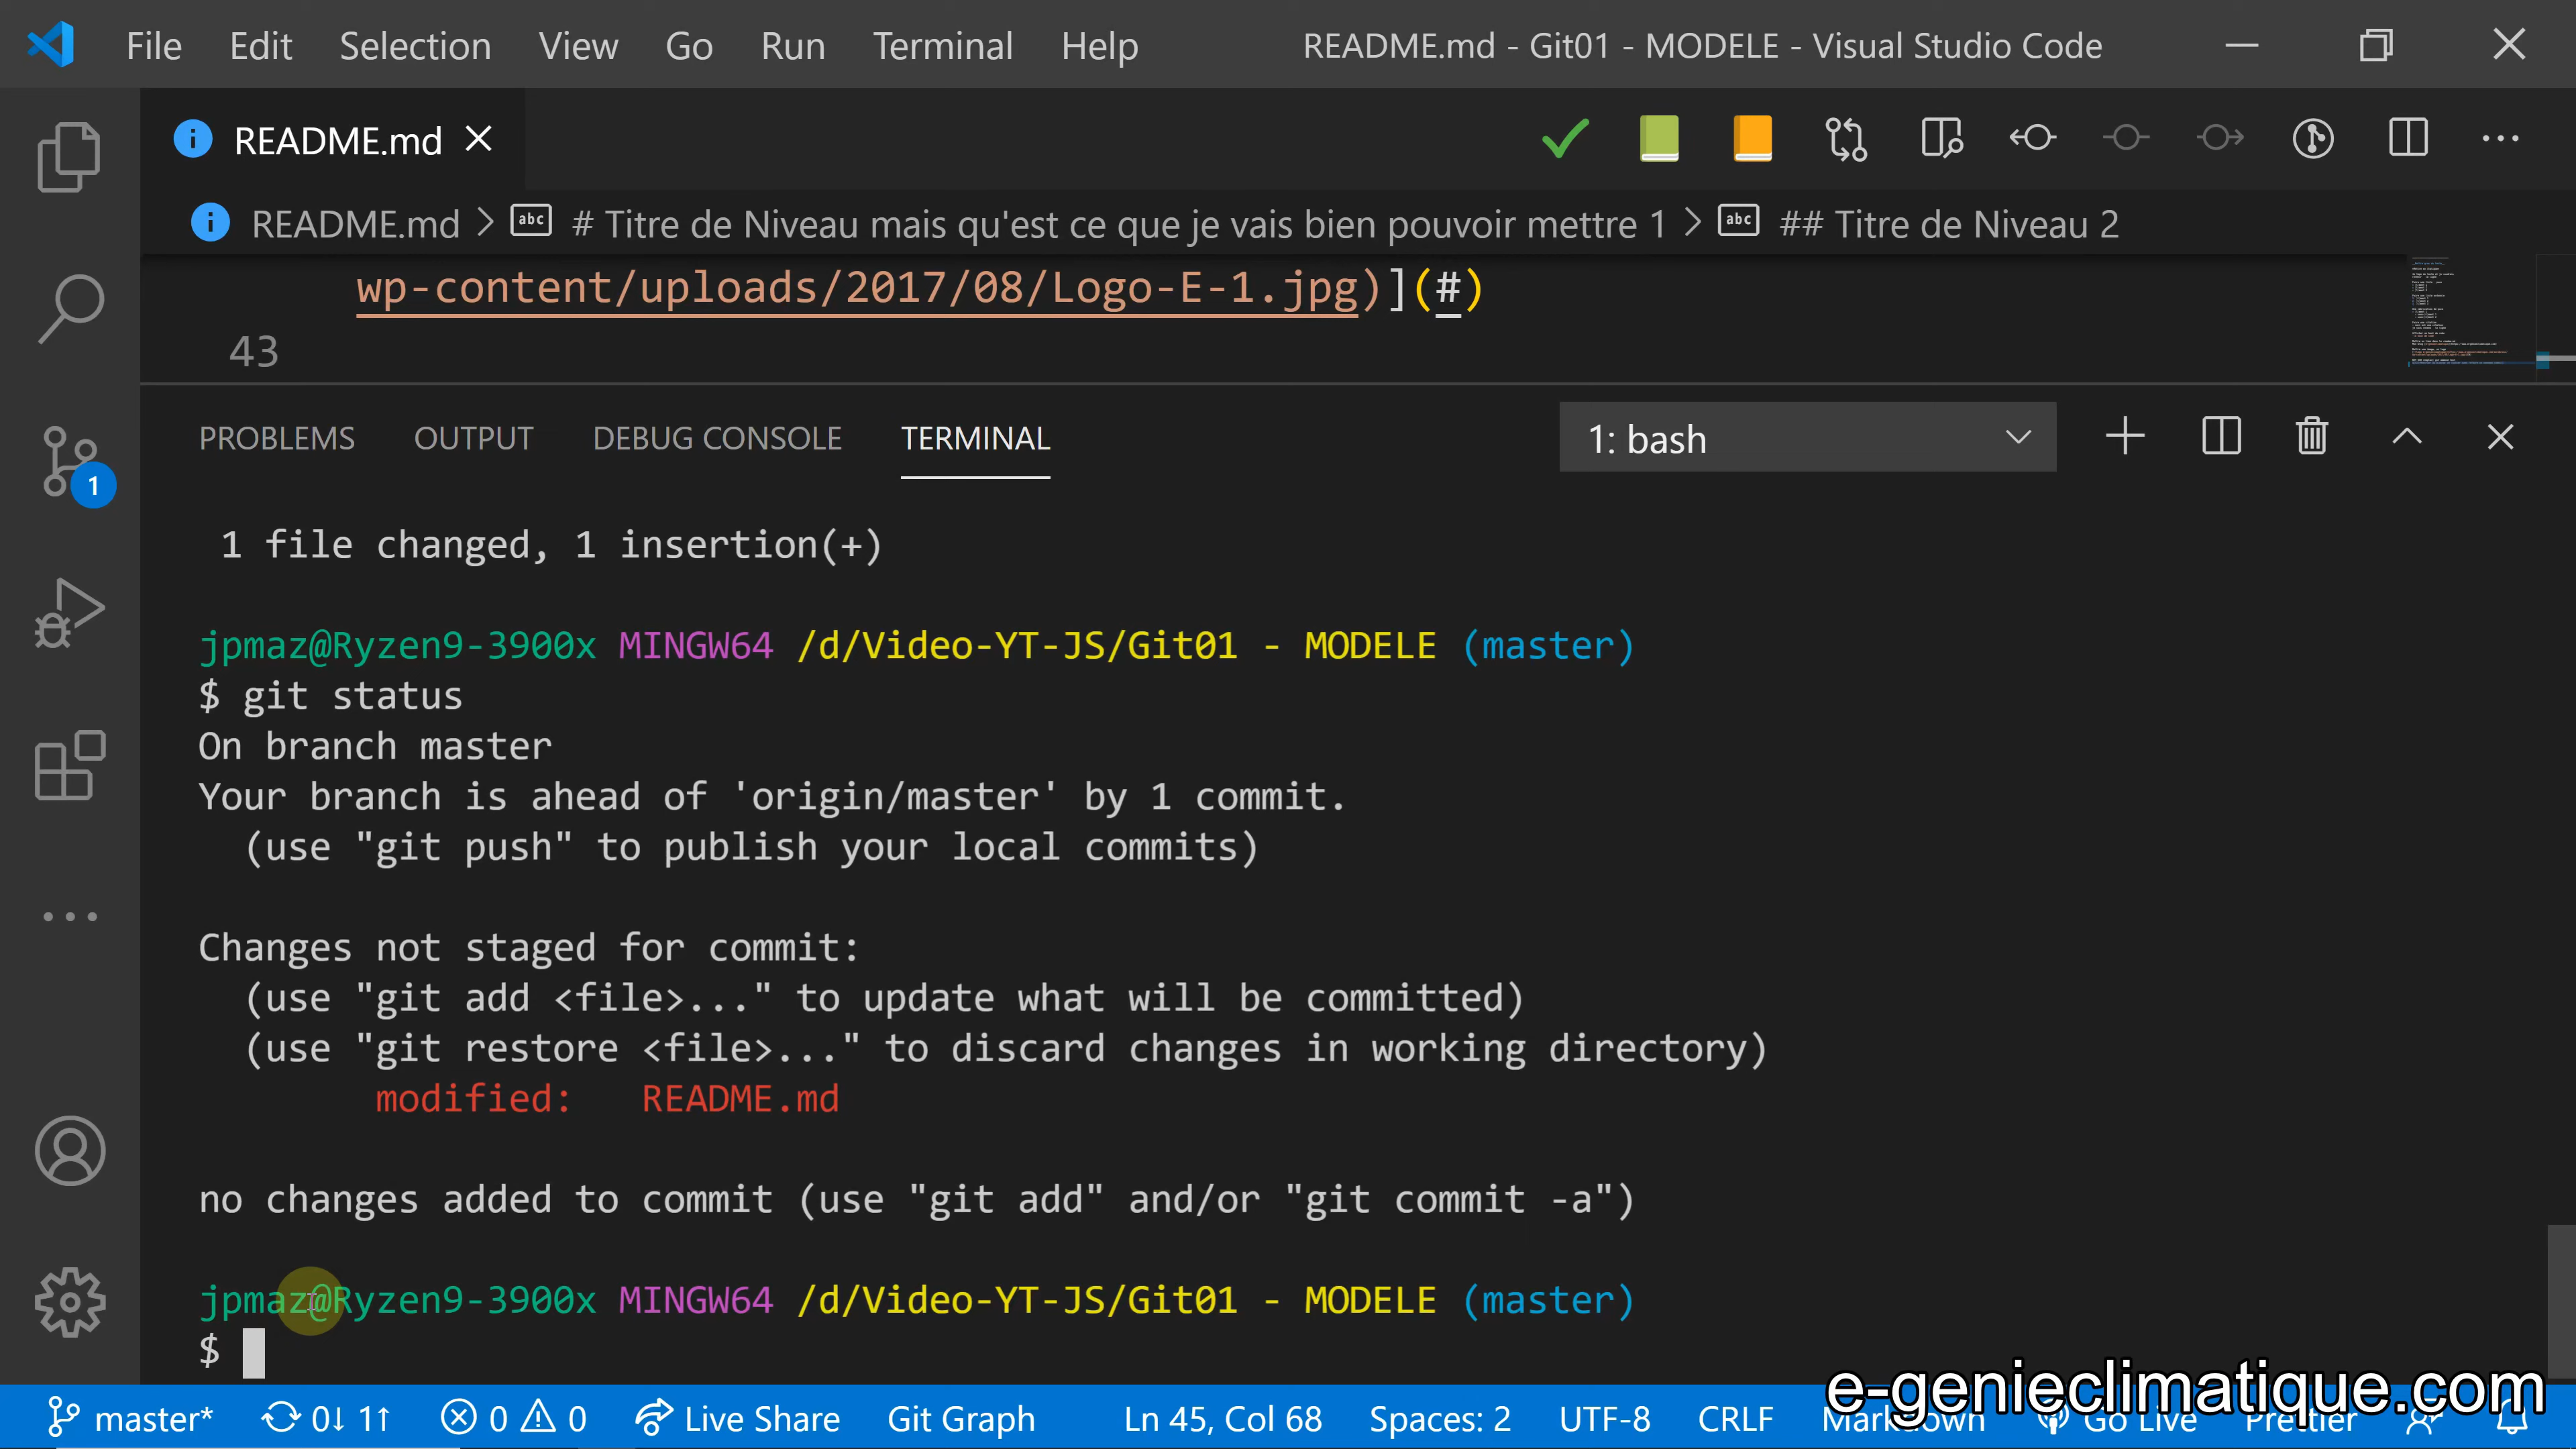 File Edit Selection View Go Run Terminal Help README.md - Git01 - MODELE - Visual Studio Code
README.md
README.md > # Titre de Niveau mais qu'est ce que je vais bien pouvoir mettre 1 > ## Titre de Niveau 2
wp-content/uploads/2017/08/Logo-E-1.jpg)](#)
43
PROBLEMS OUTPUT DEBUG CONSOLE TERMINAL 1: bash
1
1 file changed, 1 insertion(+)
jpmaz@Ryzen9-3900x MINGW64 /d/Video-YT-JS/Git01 - MODELE (master)
$ git status
On branch master
Your branch is ahead of 'origin/master' by 1 commit.
(use "git push" to publish your local commits)
Changes not staged for commit:
(use "git add <file>..." to update what will be committed)
(use "git restore <file>..." to discard changes in working directory)
modified: README.md
no changes added to commit (use "git add" and/or "git commit -a")
jpmaz@Ryzen9-3900x MINGW64 /d/Video-YT-JS/Git01 - MODELE (master)
$
e-genieclimatique.com
master* 0↓ 1↑ 0 0 Live Share Git Graph Ln 45, Col 68 Spaces: 2 UTF-8 CRLF Markdown Go Live Prettier